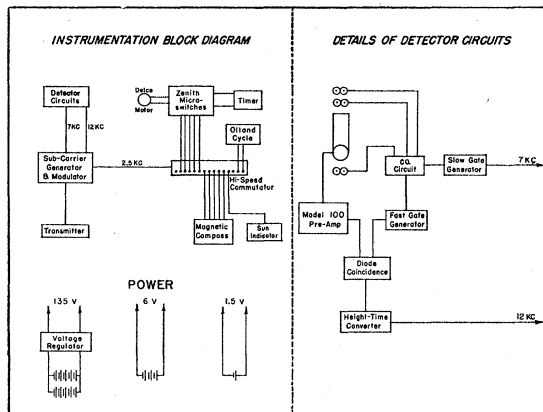 INSTRUMENTATION BLOCK DIAGRAM
Detector
Circuits
7KC
12KC
Sub-Carrier
Generator
& Modulator
Transmitter
2.5 KC
Delco
Motor
Zenith
Micro-
switches
Timer
Olland
Cycle
Hi-Speed
Commutator
Magnetic
Compass
Sun
Indicator
POWER
135 V
6 V
1.5 V
Voltage
Regulator
DETAILS OF DETECTOR CIRCUITS
C.Q.
Circuit
Slow Gate
Generator
7 KC
Model 100
Pre-Amp
Fast Gate
Generator
Diode
Coincidence
Height-Time
Converter
12 KC